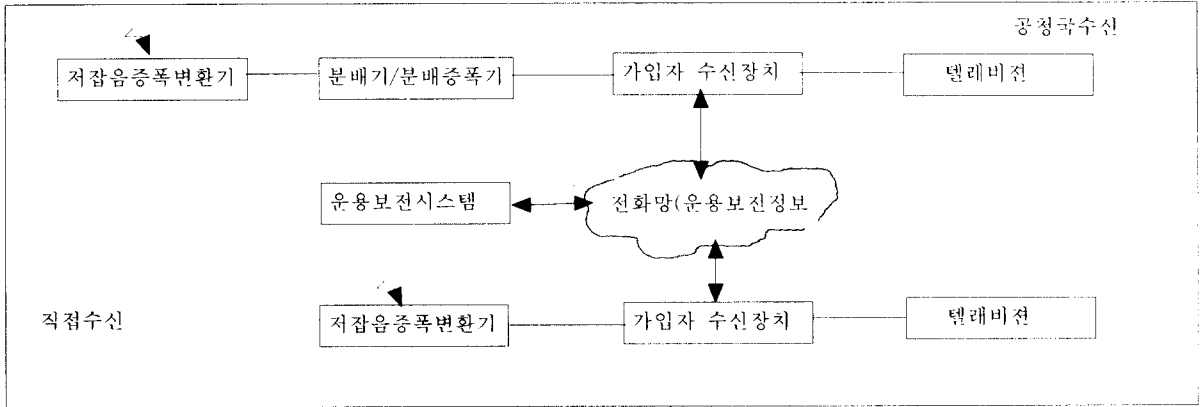 공청국수신
저잡음증폭변환기
분배기/분배증폭기
가입자 수신장치
텔레비젼
운용보전시스템
전화망(운용보전정보
직접수신
저잡음증폭변환기
가입자 수신장치
텔레비젼